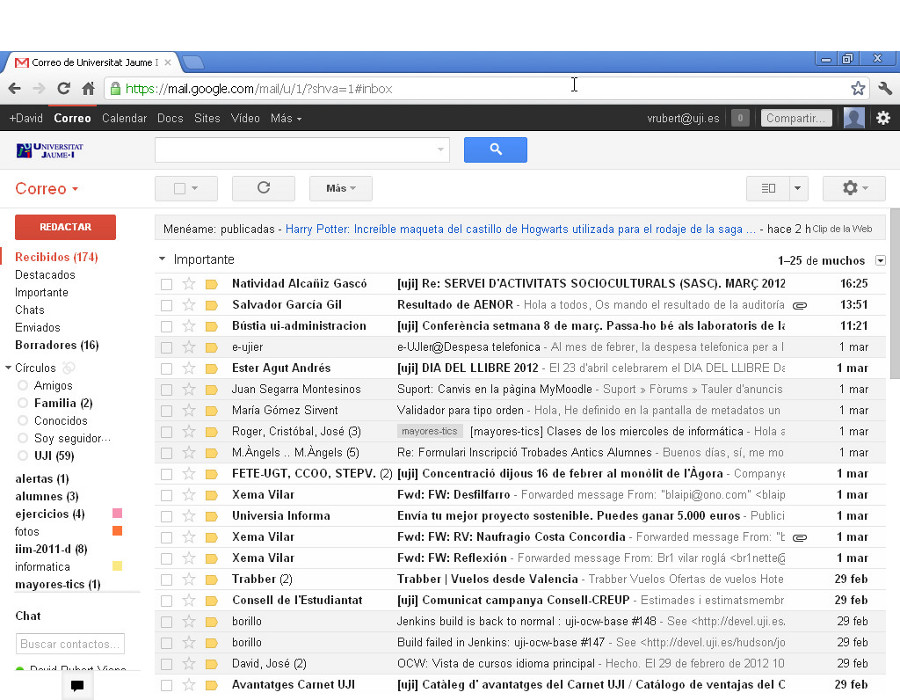 Correo de Universitat Jaume I
https://mail.google.com/mail/u/1/?shva=1#inbox
+David Correo Calendar Docs Sites Vídeo Más vrubert@uji.es 0 Compartir...
UNIVERSITAT JAUME·I
Correo Más
REDACTAR
Menéame: publicadas - Harry Potter: Increíble maqueta del castillo de Hogwarts utilizada para el rodaje de la saga ... - hace 2 h Clip de la Web
Importante 1–25 de muchos
Recibidos (174)
Destacados
Importante
Chats
Enviados
Borradores (16)
Círculos
Amigos
Familia (2)
Conocidos
Soy seguidor...
UJI (59)
alertas (1)
alumnes (3)
ejercicios (4)
fotos
iim-2011-d (8)
informatica
mayores-tics (1)
Chat
Buscar contactos...
Natividad Alcañiz Gascó [uji] Re: SERVEI D'ACTIVITATS SOCIOCULTURALS (SASC). MARÇ 2012 16:25
Salvador García Gil Resultado de AENOR - Hola a todos, Os mando el resultado de la auditoría 13:51
Bústia ui-administracion [uji] Conferència setmana 8 de març. Passa-ho bé als laboratoris de la 11:21
e-ujier e-UJIer@Despesa telefonica - Al mes de febrer, la despesa telefonica per a l 1 mar
Ester Agut Andrés [uji] DIA DEL LLIBRE 2012 - El 23 d'abril celebrarem el DIA DEL LLIBRE Da 1 mar
Juan Segarra Montesinos Suport: Canvis en la pàgina MyMoodle - Suport » Fòrums » Tauler d'anuncis 1 mar
María Gómez Sirvent Validador para tipo orden - Hola, He definido en la pantalla de metadatos un 1 mar
Roger, Cristóbal, José (3) mayores-tics [mayores-tics] Clases de los miercoles de informática - Hola a 1 mar
M.Àngels .. M.Àngels (5) Re: Formulari Inscripció Trobades Antics Alumnes - Buenos días, sí, me mo 1 mar
FETE-UGT, CCOO, STEPV. (2) [uji] Concentració dijous 16 de febrer al monólit de l'Àgora - Companye 1 mar
Xema Vilar Fwd: FW: Desfilfarro - Forwarded message From: "blaipi@ono.com" <blaip 1 mar
Universia Informa Envía tu mejor proyecto sostenible. Puedes ganar 5.000 euros - Publici 1 mar
Xema Vilar Fwd: FW: RV: Naufragio Costa Concordia - Forwarded message From: "b 1 mar
Xema Vilar Fwd: FW: Reflexión - Forwarded message From: Br1 vilar roglá <br1nette@ 1 mar
Trabber (2) Trabber | Vuelos desde Valencia - Trabber Vuelos Ofertas de vuelos Hote 29 feb
Consell de l'Estudiantat [uji] Comunicat campanya Consell-CREUP - Estimades i estimatsmembr 29 feb
borillo Jenkins build is back to normal : uji-ocw-base #148 - See <http://devel.uji.es. 29 feb
borillo Build failed in Jenkins: uji-ocw-base #147 - See <http://devel.uji.es/hudson/jo 29 feb
David, José (2) OCW: Vista de cursos idioma principal - Hecho. El 29 de febrero de 2012 10 29 feb
Avantatges Carnet UJI [uji] Catàleg d' avantatges del Carnet UJI / Catálogo de ventajas del C 29 feb